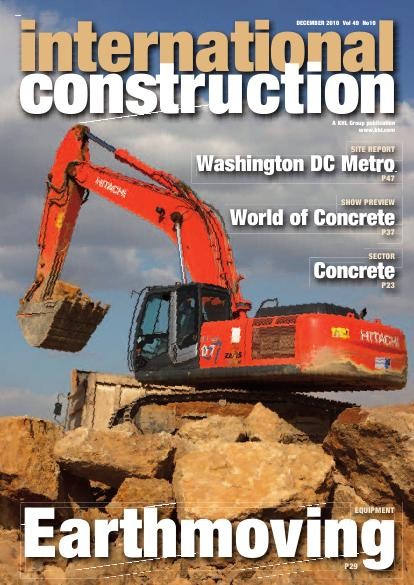 DECEMBER 2010 Vol 49 No10
international
construction
A KHL Group publication
www.khl.com
SITE REPORT
Washington DC Metro
P47
SHOW PREVIEW
World of Concrete
P37
SECTOR
Concrete
P23
HITACHI
HITACHI
07
EQUIPMENT
Earthmoving
P29